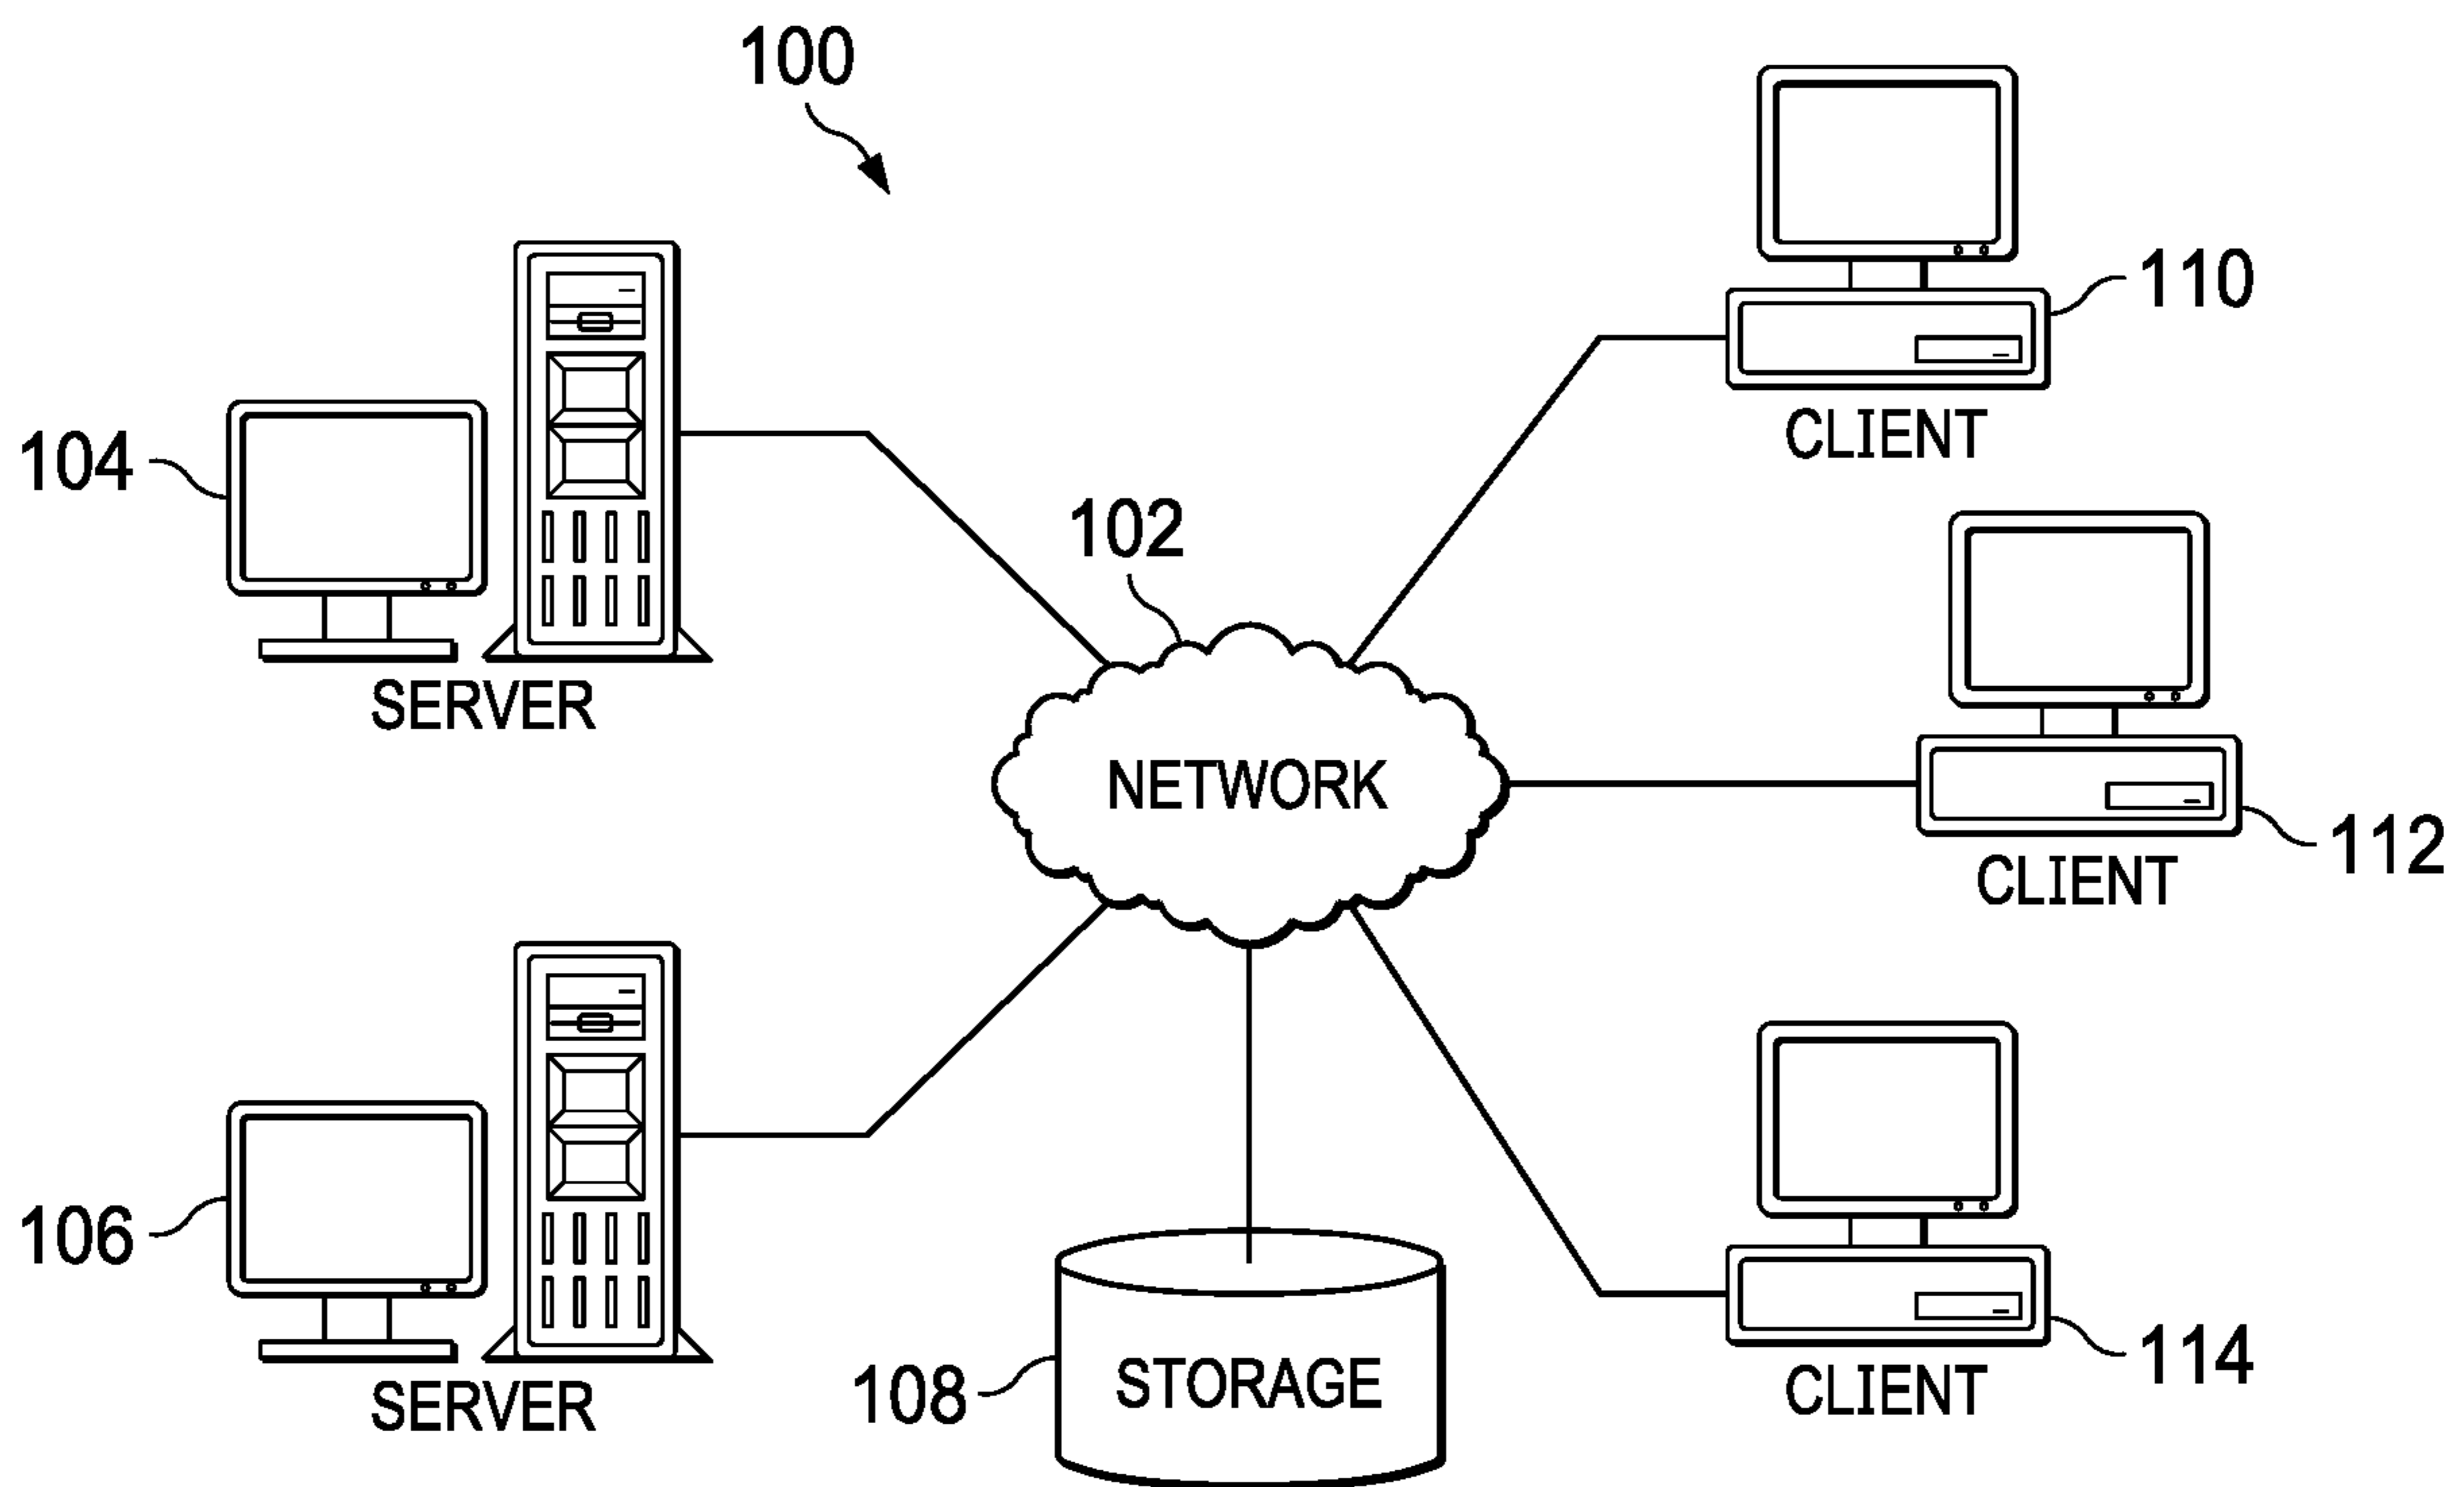 100
110
CLIENT
104
102
SERVER
NETWORK
112
CLIENT
106
SERVER
108
STORAGE
114
CLIENT